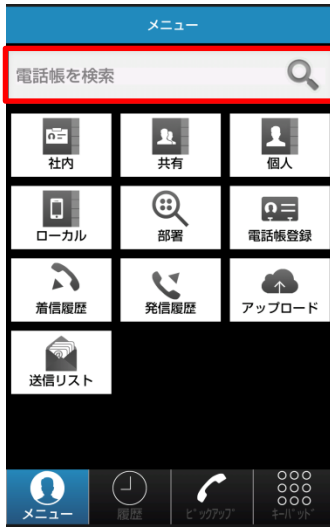 メニュー
電話帳を検索
社内
共有
個人
ローカル
部署
電話帳登録
着信履歴
発信履歴
アップロード
送信リスト
メニュー
履歴
ﾋﾟｯｸｱｯﾌﾟ
ｷｰﾊﾟｯﾄﾞ